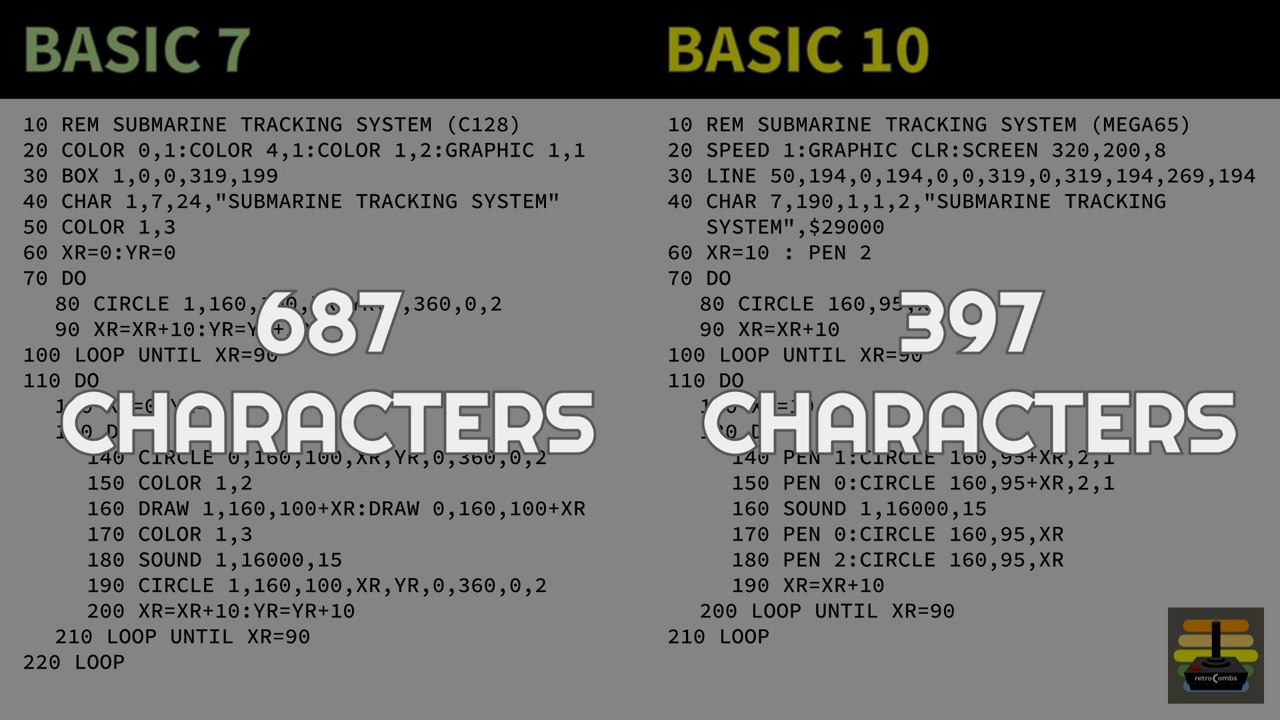 BASIC 7
10 REM SUBMARINE TRACKING SYSTEM (C128)
20 COLOR 0,1:COLOR 4,1:COLOR 1,2:GRAPHIC 1,1
30 BOX 1,0,0,319,199
40 CHAR 1,7,24,"SUBMARINE TRACKING SYSTEM"
50 COLOR 1,3
60 XR=0:YR=0
70 DO
80 CIRCLE 1,160,360,0,2
90 XR=XR+10:
100 LOOP UNTIL XR=90
110 DO
140 CIRCLE 0,160,100,XR,YR,0,360,0,2
150 COLOR 1,2
160 DRAW 1,160,100+XR:DRAW 0,160,100+XR
170 COLOR 1,3
180 SOUND 1,16000,15
190 CIRCLE 1,160,100,XR,YR,0,360,0,2
200 XR=XR+10:YR=YR+10
210 LOOP UNTIL XR=90
220 LOOP
687
CHARACTERS
BASIC 10
10 REM SUBMARINE TRACKING SYSTEM (MEGA65)
20 SPEED 1:GRAPHIC CLR:SCREEN 320,200,8
30 LINE 50,194,0,194,0,0,319,0,319,194,269,194
40 CHAR 7,190,1,1,2,"SUBMARINE TRACKING
SYSTEM",$29000
60 XR=10 : PEN 2
70 DO
80 CIRCLE 160,95,
90 XR=XR+10
100 LOOP UNTIL XR=90
110 DO
140 PEN 1:CIRCLE 160,95+XR,2,1
150 PEN 0:CIRCLE 160,95+XR,2,1
160 SOUND 1,16000,15
170 PEN 0:CIRCLE 160,95,XR
180 PEN 2:CIRCLE 160,95,XR
190 XR=XR+10
200 LOOP UNTIL XR=90
210 LOOP
397
CHARACTERS
retroCombs